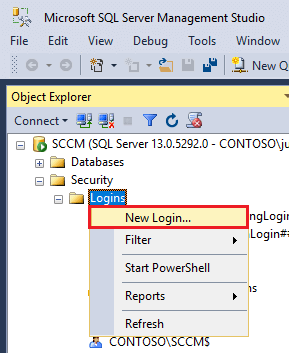 Microsoft SQL Server Management Studio
File Edit View Debug Tools Window
New Q
Object Explorer
Connect
SCCM (SQL Server 13.0.5292.0 - CONTOSO\ju
Databases
Security
Logins
New Login...
ngLogin
Filter
Login##
Start PowerShell
Reports
ns
Refresh
CONTOSO\SCCM$